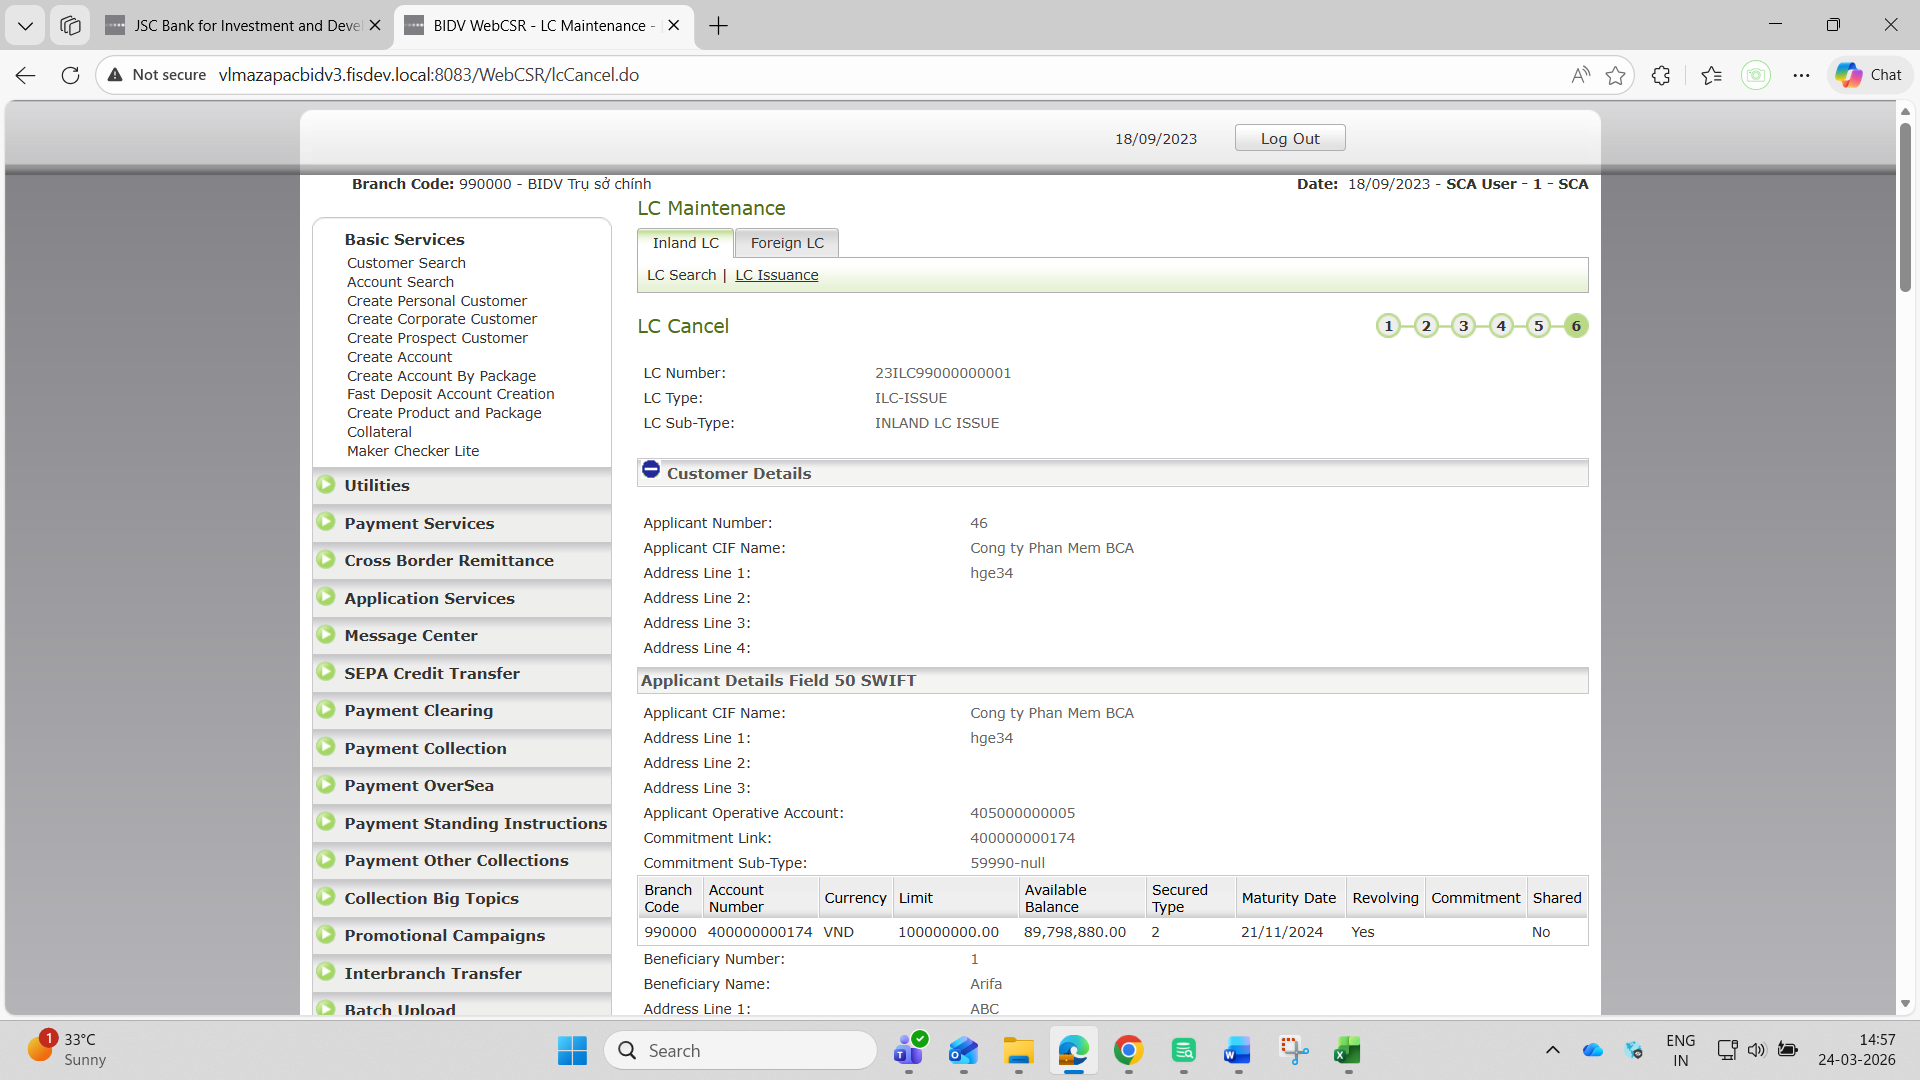 JSC Bank for Investment and Deve
BIDV WebCSR - LC Maintenance -
Not secure
vlmazapacbidv3.fisdev.local:8083/WebCSR/lcCancel.do
Chat
18/09/2023
Log Out
Branch Code: 990000 - BIDV Trụ sở chính
Date: 18/09/2023 - SCA User - 1 - SCA
Basic Services
Customer Search
Account Search
Create Personal Customer
Create Corporate Customer
Create Prospect Customer
Create Account
Create Account By Package
Fast Deposit Account Creation
Create Product and Package
Collateral
Maker Checker Lite
Utilities
Payment Services
Cross Border Remittance
Application Services
Message Center
SEPA Credit Transfer
Payment Clearing
Payment Collection
Payment OverSea
Payment Standing Instructions
Payment Other Collections
Collection Big Topics
Promotional Campaigns
Interbranch Transfer
Batch Upload
LC Maintenance
Inland LC
Foreign LC
LC Search | LC Issuance
LC Cancel
1 2 3 4 5 6
LC Number: 23ILC99000000001
LC Type: ILC-ISSUE
LC Sub-Type: INLAND LC ISSUE
Customer Details
Applicant Number: 46
Applicant CIF Name: Cong ty Phan Mem BCA
Address Line 1: hge34
Address Line 2:
Address Line 3:
Address Line 4:
Applicant Details Field 50 SWIFT
Applicant CIF Name: Cong ty Phan Mem BCA
Address Line 1: hge34
Address Line 2:
Address Line 3:
Applicant Operative Account: 405000000005
Commitment Link: 400000000174
Commitment Sub-Type: 59990-null
Branch Code Account Number Currency Limit Available Balance Secured Type Maturity Date Revolving Commitment Shared
990000 400000000174 VND 100000000.00 89,798,880.00 2 21/11/2024 Yes No
Beneficiary Number: 1
Beneficiary Name: Arifa
Address Line 1: ABC
1
33°C
Sunny
Search
ENG
IN
14:57
24-03-2026